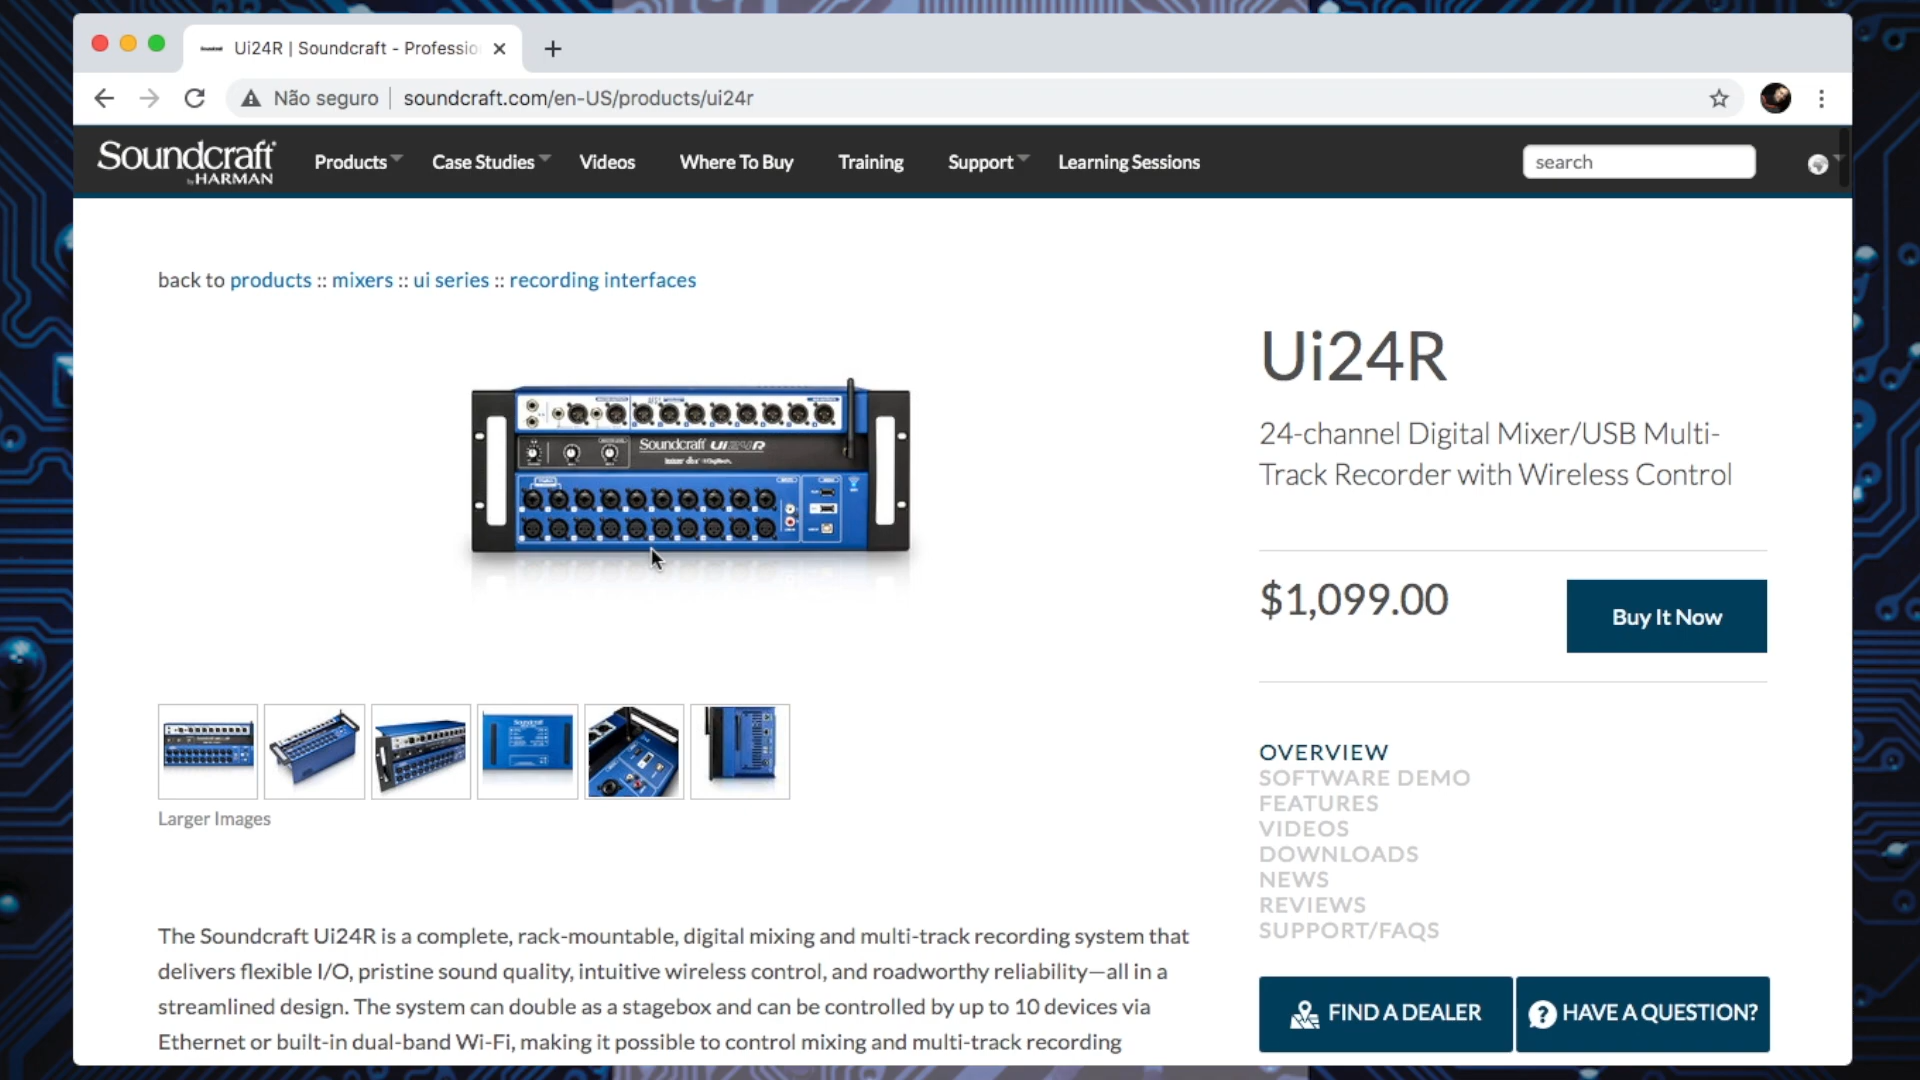 Ui24R | Soundcraft - Professio
Não seguro
soundcraft.com/en-US/products/ui24r
Soundcraft
by HARMAN
Products
Case Studies
Videos
Where To Buy
Training
Support
Learning Sessions
search
back to products :: mixers :: ui series :: recording interfaces
Soundcraft Ui24R
Ui24R
24-channel Digital Mixer/USB Multi-
Track Recorder with Wireless Control
$1,099.00
Buy It Now
Larger Images
OVERVIEW
SOFTWARE DEMO
FEATURES
VIDEOS
DOWNLOADS
NEWS
REVIEWS
SUPPORT/FAQS
The Soundcraft Ui24R is a complete, rack-mountable, digital mixing and multi-track recording system that
delivers flexible I/O, pristine sound quality, intuitive wireless control, and roadworthy reliability—all in a
streamlined design. The system can double as a stagebox and can be controlled by up to 10 devices via
Ethernet or built-in dual-band Wi-Fi, making it possible to control mixing and multi-track recording
FIND A DEALER
HAVE A QUESTION?